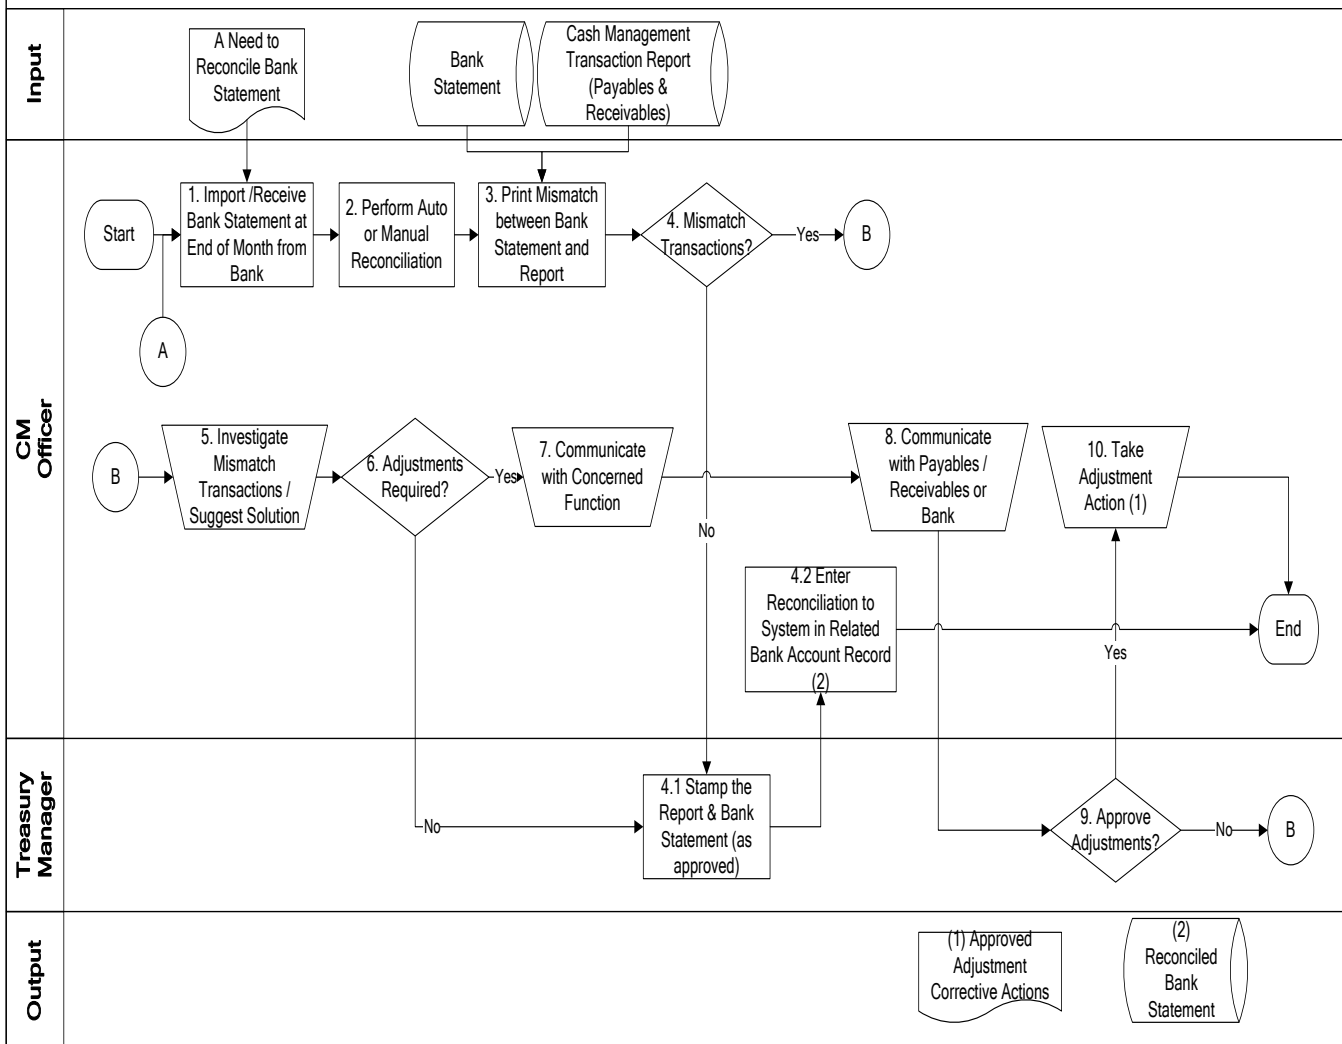 Input
A Need to
Reconcile Bank
Statement
Bank
Statement
Cash Management
Transaction Report
(Payables &
Receivables)
CM
Officer
Start
1. Import /Receive
Bank Statement at
End of Month from
Bank
2. Perform Auto
or Manual
Reconciliation
3. Print Mismatch
between Bank
Statement and
Report
4. Mismatch
Transactions?
Yes
B
A
B
5. Investigate
Mismatch
Transactions /
Suggest Solution
6. Adjustments
Required?
Yes
7. Communicate
with Concerned
Function
8. Communicate
with Payables /
Receivables or
Bank
10. Take
Adjustment
Action (1)
No
4.2 Enter
Reconciliation to
System in Related
Bank Account Record
(2)
End
Yes
Treasury
Manager
No
4.1 Stamp the
Report & Bank
Statement (as
approved)
9. Approve
Adjustments?
No
B
Output
(1) Approved
Adjustment
Corrective Actions
(2)
Reconciled
Bank
Statement